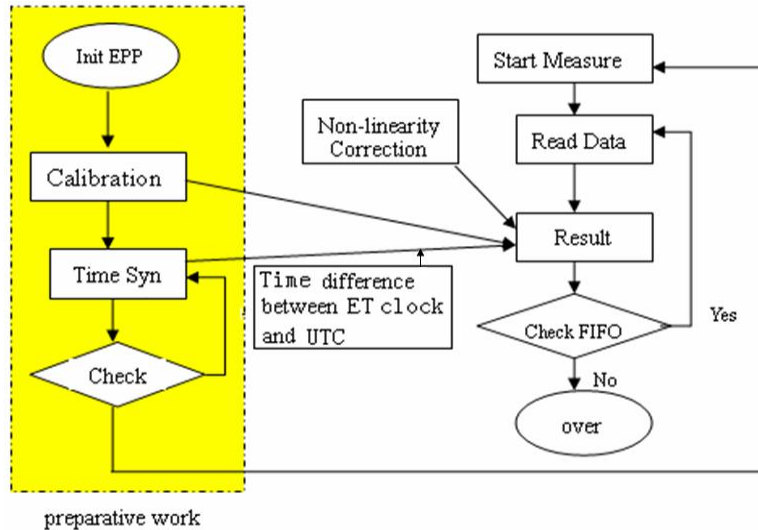 Init EPP
Calibration
Time Syn
Check
preparative work
Non-linearity
Correction
Time difference
between ET clock
and UTC
Start Measure
Read Data
Result
Check FIFO
Yes
No
over